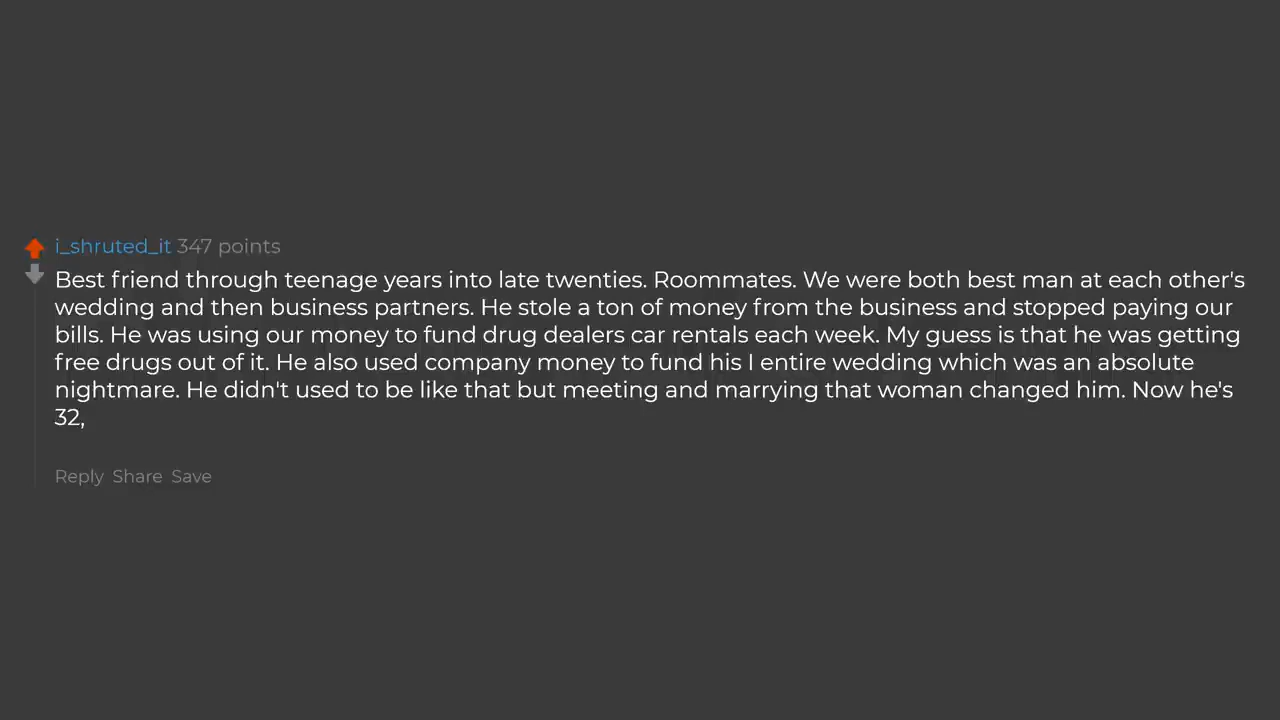 i_shruted_it 347 points
Best friend through teenage years into late twenties. Roommates. We were both best man at each other's
wedding and then business partners. He stole a ton of money from the business and stopped paying our
bills. He was using our money to fund drug dealers car rentals each week. My guess is that he was getting
free drugs out of it. He also used company money to fund his I entire wedding which was an absolute
nightmare. He didn't used to be like that but meeting and marrying that woman changed him. Now he's
32,
Reply Share Save